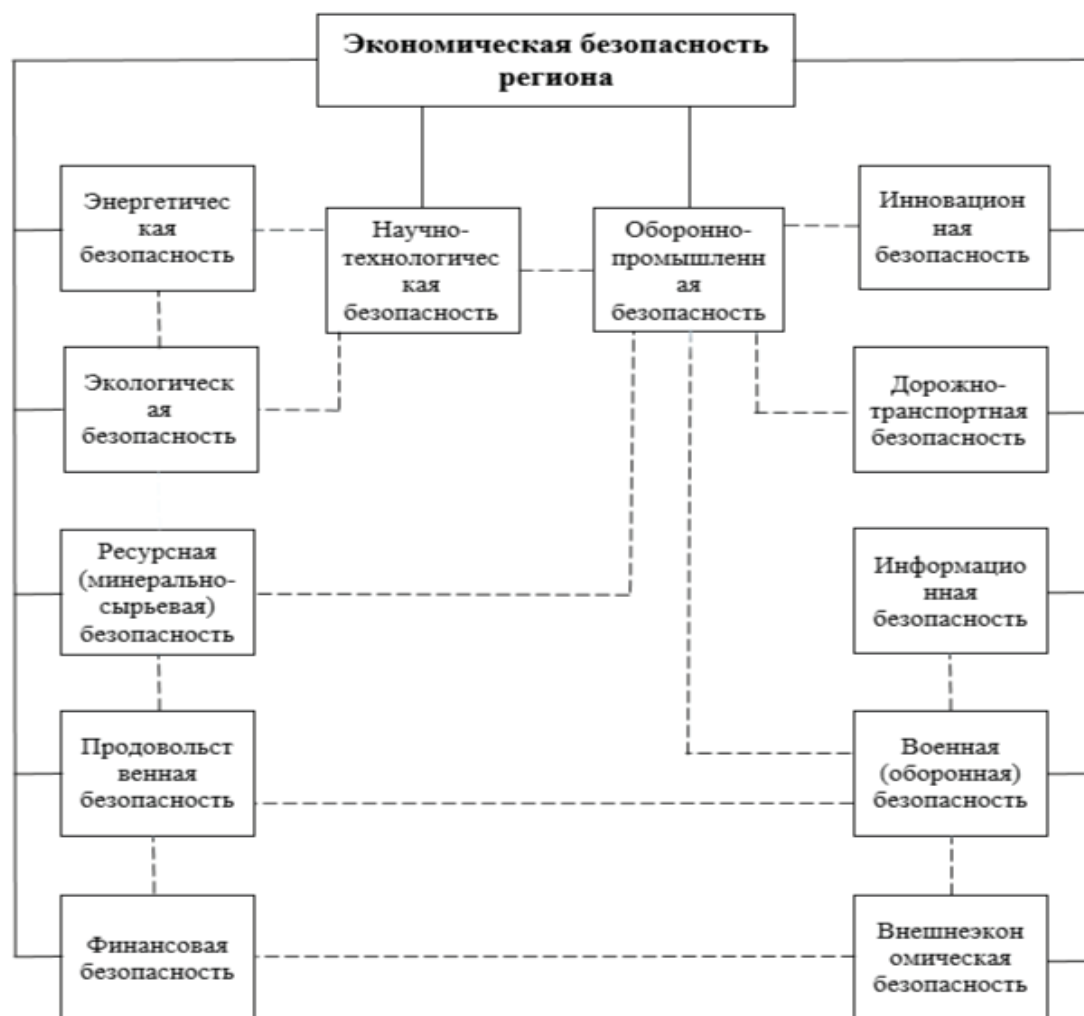 Экономическая безопасность
региона
Энергетичес
кая
безопасность
Научно-
технологичес
кая
безопасность
Оборонно-
промышленн
ая
безопасность
Инновацион
ная
безопасность
Экологическ
ая
безопасность
Дорожно-
транспортная
безопасность
Ресурсная
(минерально-
сырьевая)
безопасность
Информацио
нная
безопасность
Продовольст
венная
безопасность
Военная
(оборонная)
безопасность
Финансовая
безопасность
Внешнеэкон
омическая
безопасность